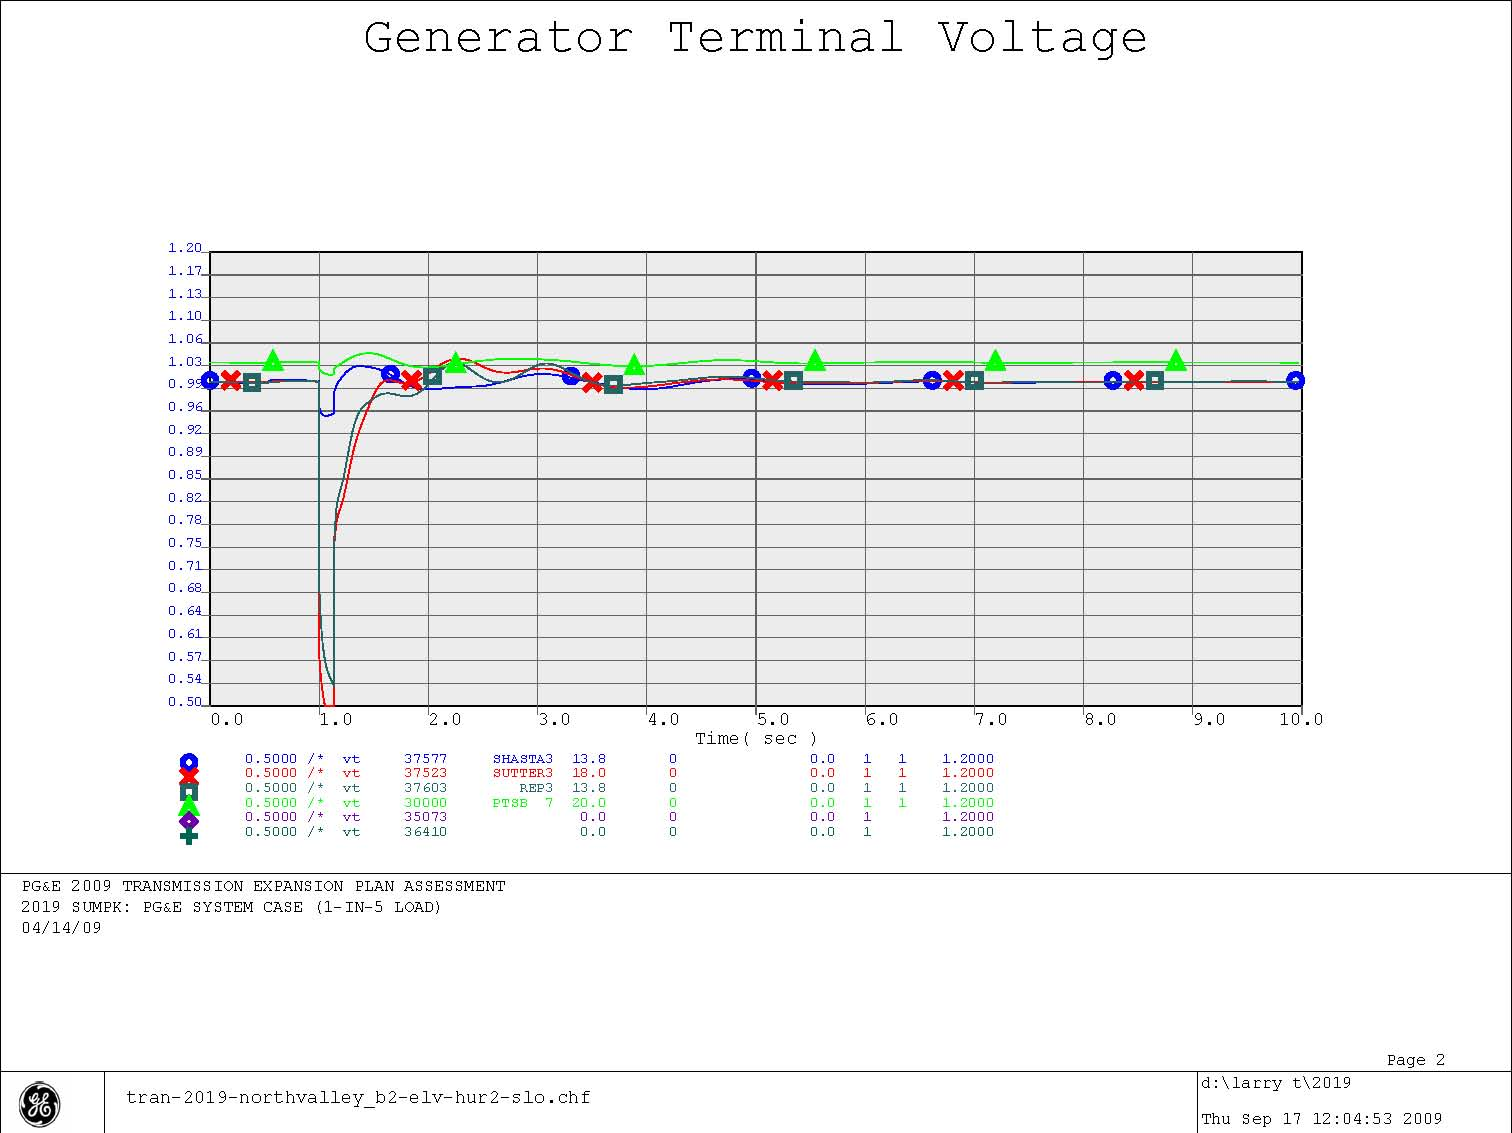 Generator Terminal Voltage
1.20
1.17
1.13
1.10
1.06
1.03
0.99
0.96
0.92
0.89
0.85
0.82
0.78
0.75
0.71
0.68
0.64
0.61
0.57
0.54
0.50
0.0 1.0 2.0 3.0 4.0 5.0 6.0 7.0 8.0 9.0 10.0
Time( sec )
0.5000 /* vt 37577 SHASTA3 13.8 0 0.0 1 1 1.2000
0.5000 /* vt 37523 SUTTER3 18.0 0 0.0 1 1 1.2000
0.5000 /* vt 37603 REP3 13.8 0 0.0 1 1 1.2000
0.5000 /* vt 30000 PTSB 7 20.0 0 0.0 1 1 1.2000
0.5000 /* vt 35073 0.0 0 0.0 1 1.2000
0.5000 /* vt 36410 0.0 0 0.0 1 1.2000
PG&E 2009 TRANSMISSION EXPANSION PLAN ASSESSMENT
2019 SUMPK: PG&E SYSTEM CASE (1-IN-5 LOAD)
04/14/09
Page 2
GE
tran-2019-northvalley_b2-elv-hur2-slo.chf
d:\larry t\2019
Thu Sep 17 12:04:53 2009